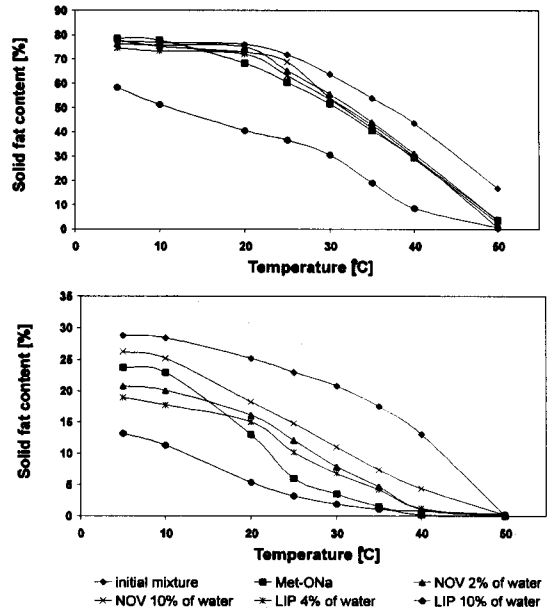 90
80
70
60
50
40
30
20
10
0
Solid fat content [%]
0 10 20 30 40 50
Temperature [°C]
35
30
25
20
15
10
5
0
Solid fat content [%]
0 10 20 30 40 50
Temperature [°C]
initial mixture Met-ONa NOV 2% of water
NOV 10% of water LIP 4% of water LIP 10% of water